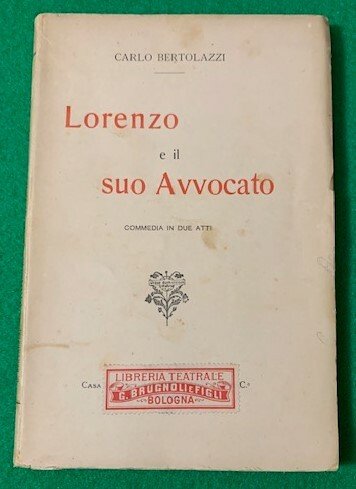 CARLO BERTOLAZZI
Lorenzo
e il
suo Avvocato
COMMEDIA IN DUE ATTI
Casa C.º
LIBRERIA TEATRALE
G. BRUGNOLI E FIGLI
BOLOGNA